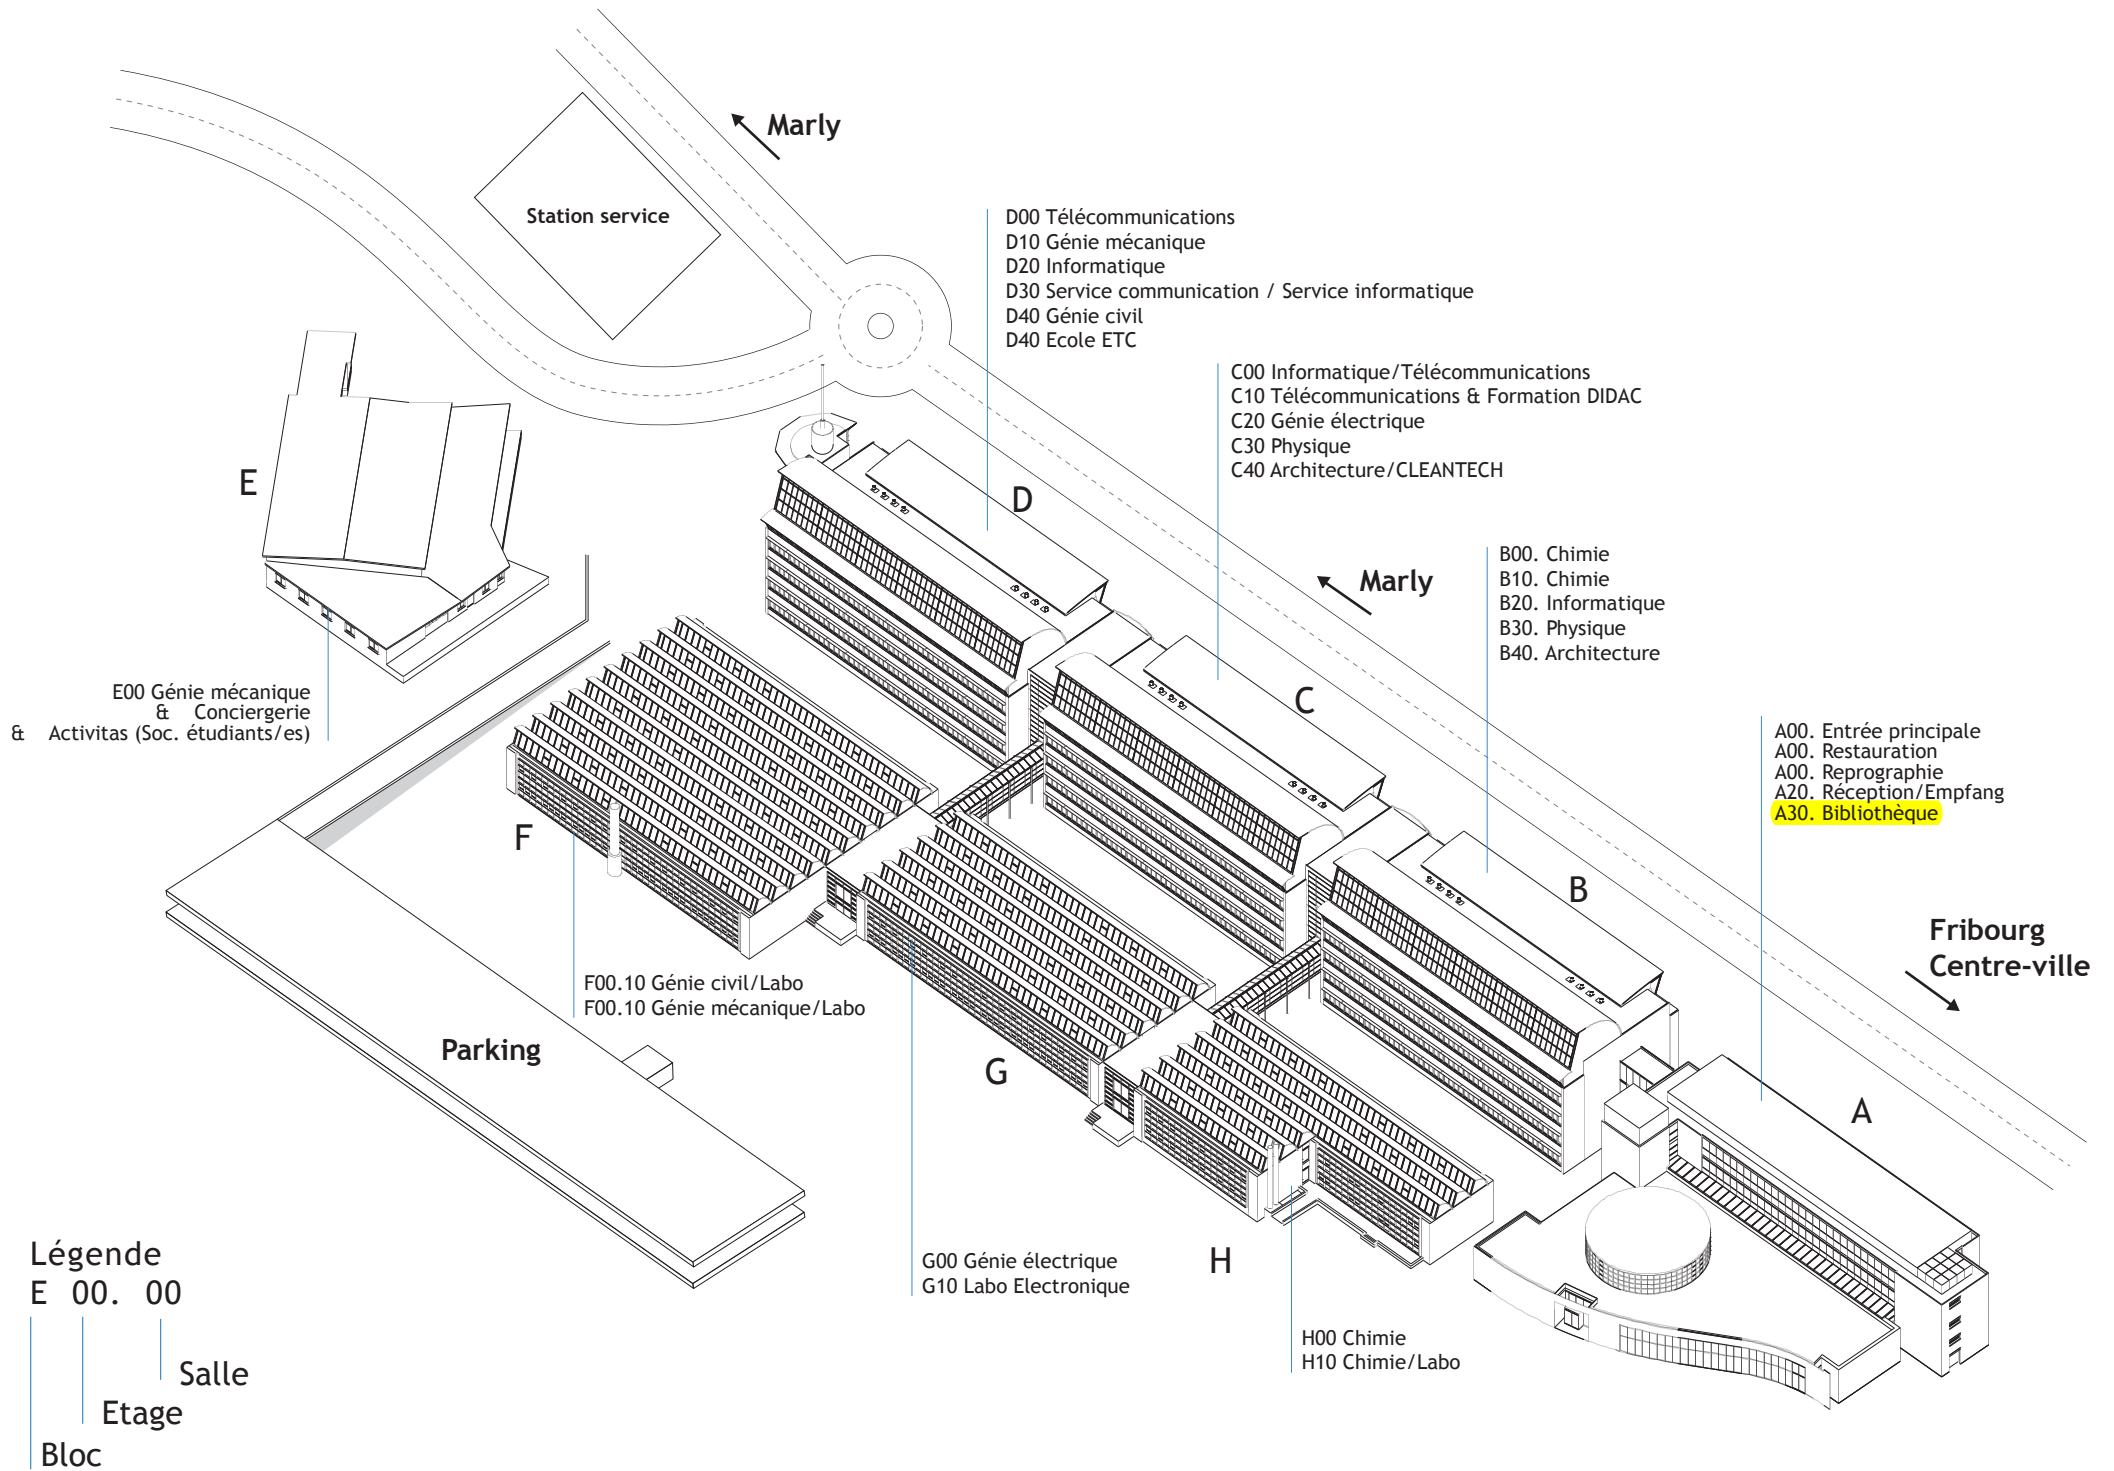 Marly
Station service
D00 Télécommunications
D10 Génie mécanique
D20 Informatique
D30 Service communication / Service informatique
D40 Génie civil
D40 Ecole ETC
C00 Informatique/Télécommunications
C10 Télécommunications & Formation DIDAC
C20 Génie électrique
C30 Physique
C40 Architecture/CLEANTECH
E
D
Marly
B00. Chimie
B10. Chimie
B20. Informatique
B30. Physique
B40. Architecture
E00 Génie mécanique
& Conciergerie
& Activitas (Soc. étudiants/es)
C
A00. Entrée principale
A00. Restauration
A00. Reprographie
A20. Réception/Empfang
A30. Bibliothèque
F
B
Fribourg
Centre-ville
F00.10 Génie civil/Labo
F00.10 Génie mécanique/Labo
Parking
G
A
G00 Génie électrique
G10 Labo Electronique
H
H00 Chimie
H10 Chimie/Labo
Légende
E 00. 00
Salle
Etage
Bloc